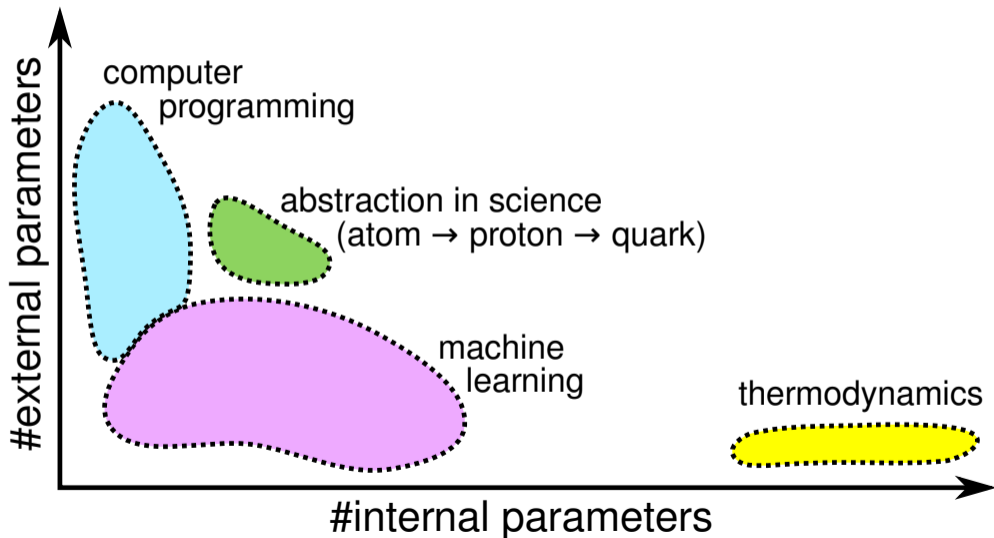 computer
programming
abstraction in science
(atom → proton → quark)
machine
learning
thermodynamics
#external parameters
#internal parameters